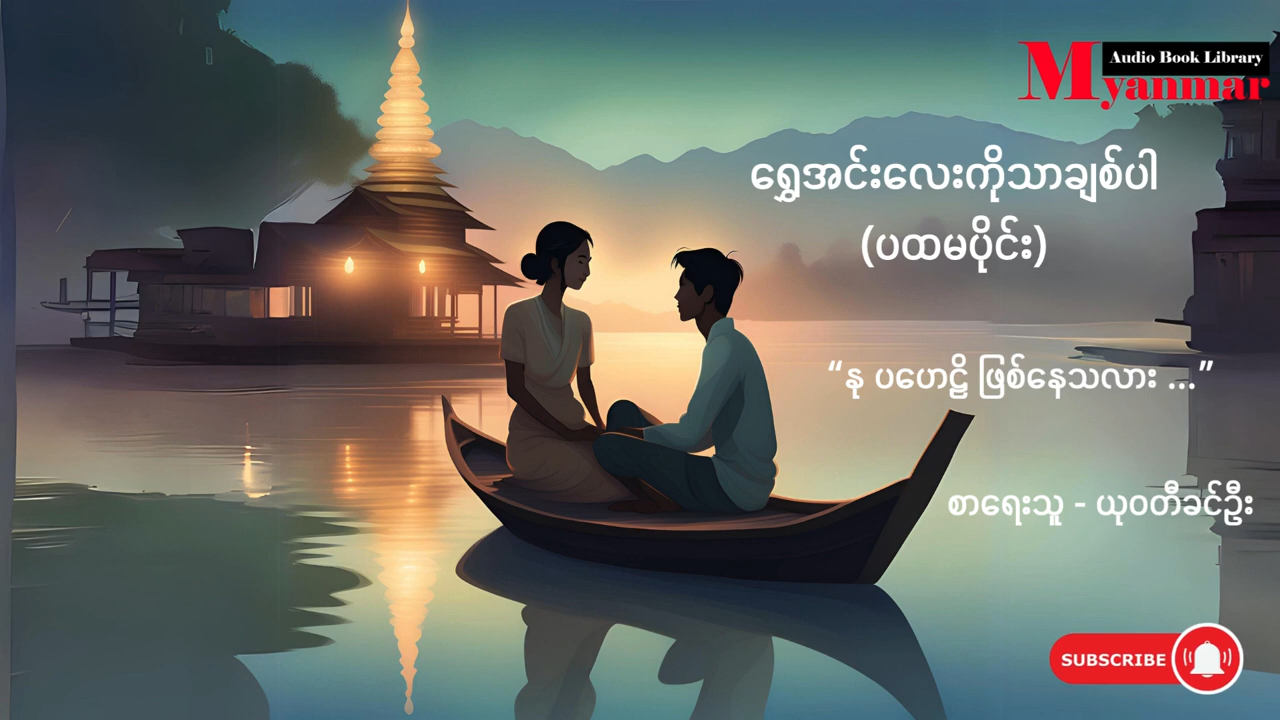 Audio Book Library
Myanmar
ရွှေအင်းလေးကိုသာချစ်ပါ
(ပထမပိုင်း)
“နု ပဟေဠိ ဖြစ်နေသလား ...”
စာရေးသူ - ယုဝတီခင်ဦး
SUBSCRIBE